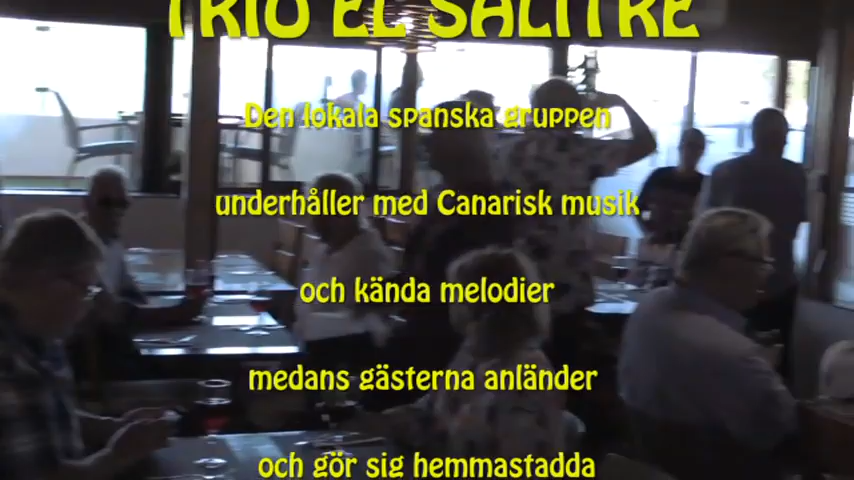 TRIO EL SALITRE
Den lokala spanska gruppen
underhåller med Canarisk musik
och kända melodier
medans gästerna anländer
och gör sig hemmastadda